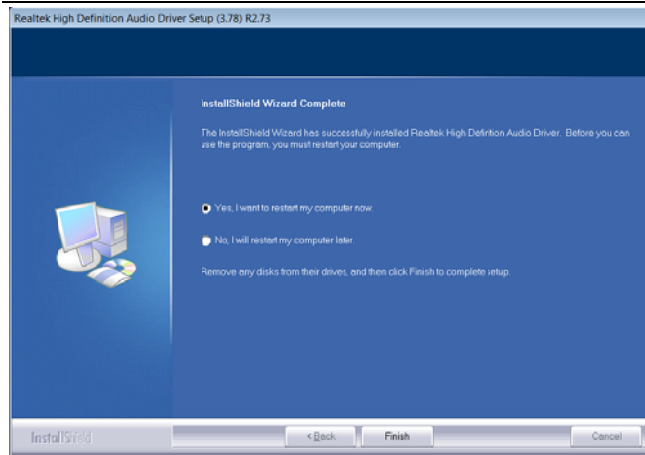 Realtek High Definition Audio Driver Setup (3.78) R2.73
InstallShield Wizard Complete
The InstallShield Wizard has successfully installed Realtek High Definition Audio Driver. Before you can
use the program, you must restart your computer.
Yes, I want to restart my computer now.
No, I will restart my computer later.
Remove any disks from their drives, and then click Finish to complete setup.
InstallShield
< Back
Finish
Cancel